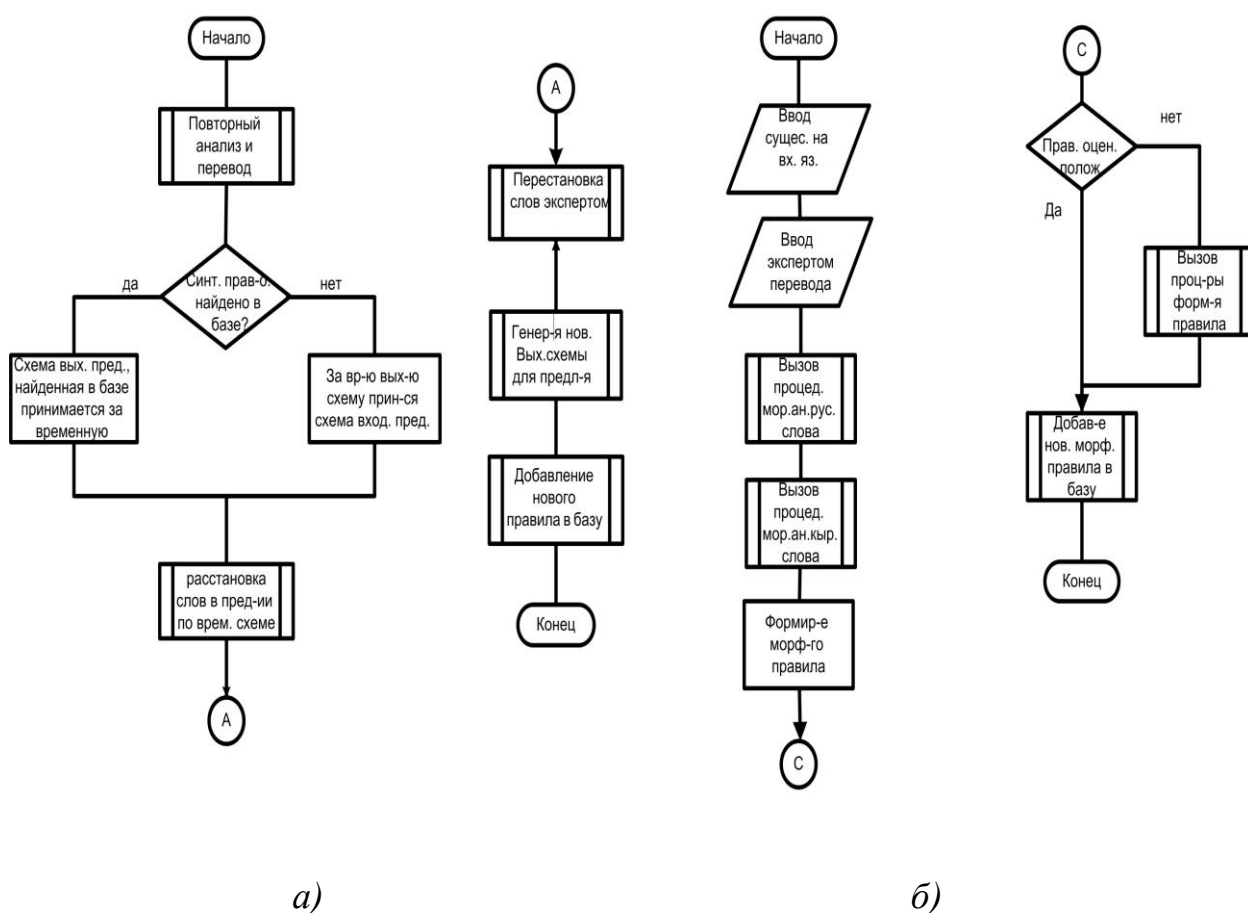 Начало
Повторный
анализ и
перевод
Синт. прав-о.
найдено в
базе?
да
нет
Схема вых. пред.,
найденная в базе
принимается за
временную
За вр-ю вых-ю
схему прин-ся
схема вход. пред.
расстановка
слов в пред-ии
по врем. схеме
А
А
Перестановка
слов экспертом
Генер-я нов.
Вых.схемы
для предл-я
Добавление
нового
правила в базу
Конец
а)
Начало
Ввод
сущес. на
вх. яз.
Ввод
экспертом
перевода
Вызов
процед.
мор.ан.рус.
слова
Вызов
процед.
мор.ан.кыр.
слова
Формир-е
морф-го
правила
С
С
Прав. оцен.
полож.
нет
Да
Вызов
проц-ры
форм-я
правила
Добав-е
нов. морф.
правила в
базу
Конец
б)